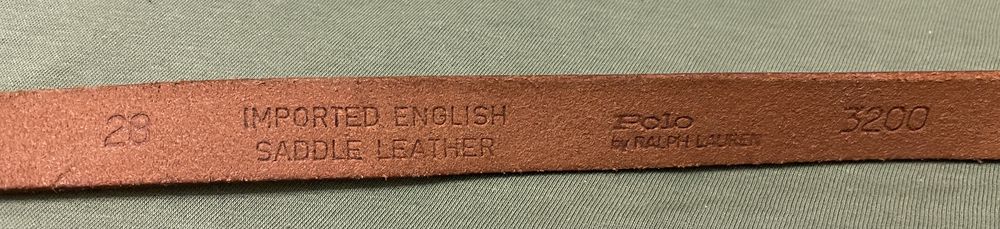 28
IMPORTED ENGLISH
SADDLE LEATHER
Polo
by RALPH LAUREN
3200